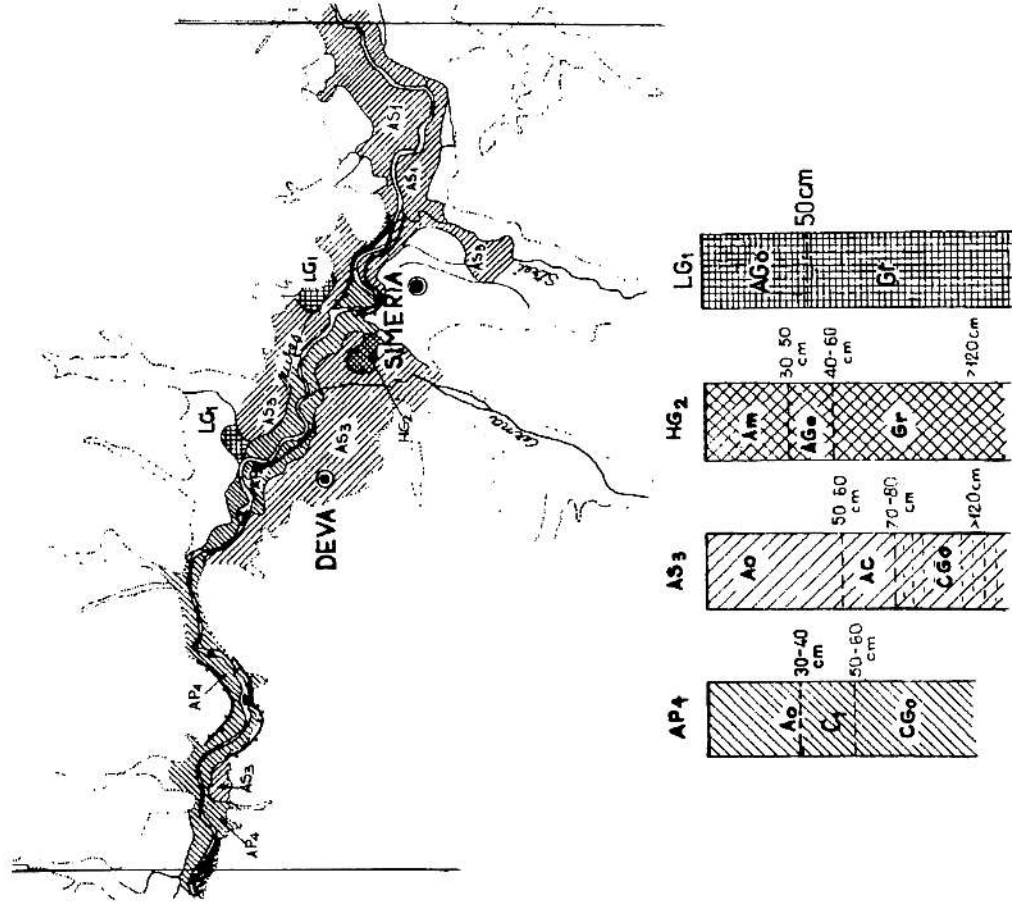 AS1
AS1
AS3
Strei
LG1
SIMERIA
LG1
AS3
AS3
HG2
Cerna
DEVA
AP4
AS3
AP4
AP4
Ao
30-40
cm
C1
50-60
cm
CGo
AS3
Ao
50-60
cm
AC
70-80
cm
CGo
>120cm
HG2
Am
30-50
cm
AGo
40-60
cm
Gr
>120cm
LG1
AGo
50cm
Gr